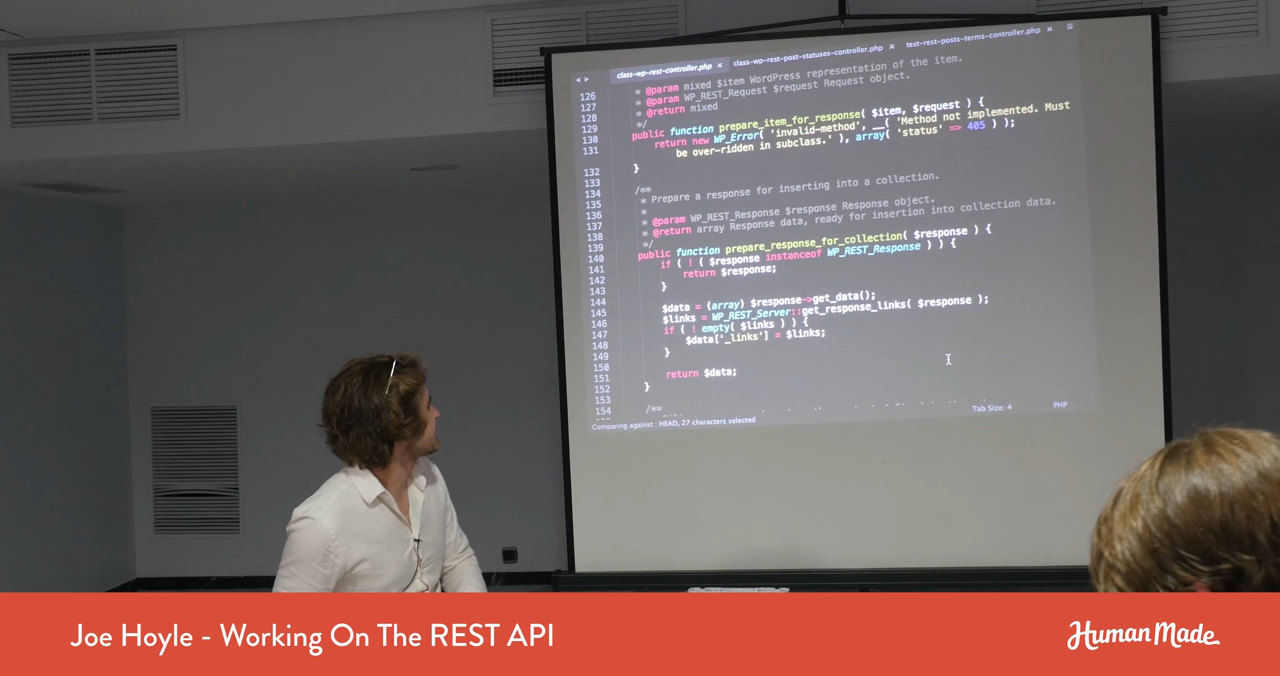 class-wp-rest-controller.php × class-wp-rest-post-statuses-controller.php × test-rest-posts-terms-controller.php ×
126 * @param mixed $item WordPress representation of the item.
127 * @param WP_REST_Request $request Request object.
128 * @return mixed
129 */
130 public function prepare_item_for_response( $item, $request ) {
131 return new WP_Error( 'invalid-method', __( 'Method not implemented. Must
be over-ridden in subclass.' ), array( 'status' => 405 ) );
132 }
133
134 /**
135 * Prepare a response for inserting into a collection.
136 *
137 * @param WP_REST_Response $response Response object.
138 * @return array Response data, ready for insertion into collection data.
139 */
140 public function prepare_response_for_collection( $response ) {
141 if ( ! ( $response instanceof WP_REST_Response ) ) {
142 return $response;
143 }
144
145 $data = (array) $response->get_data();
146 $links = WP_REST_Server::get_response_links( $response );
147 if ( ! empty( $links ) ) {
148 $data['_links'] = $links;
149 }
150
151 return $data;
152 }
153
154 /**
Comparing against : HEAD, 27 characters selected Tab Size: 4 PHP
Joe Hoyle - Working On The REST API
Human Made